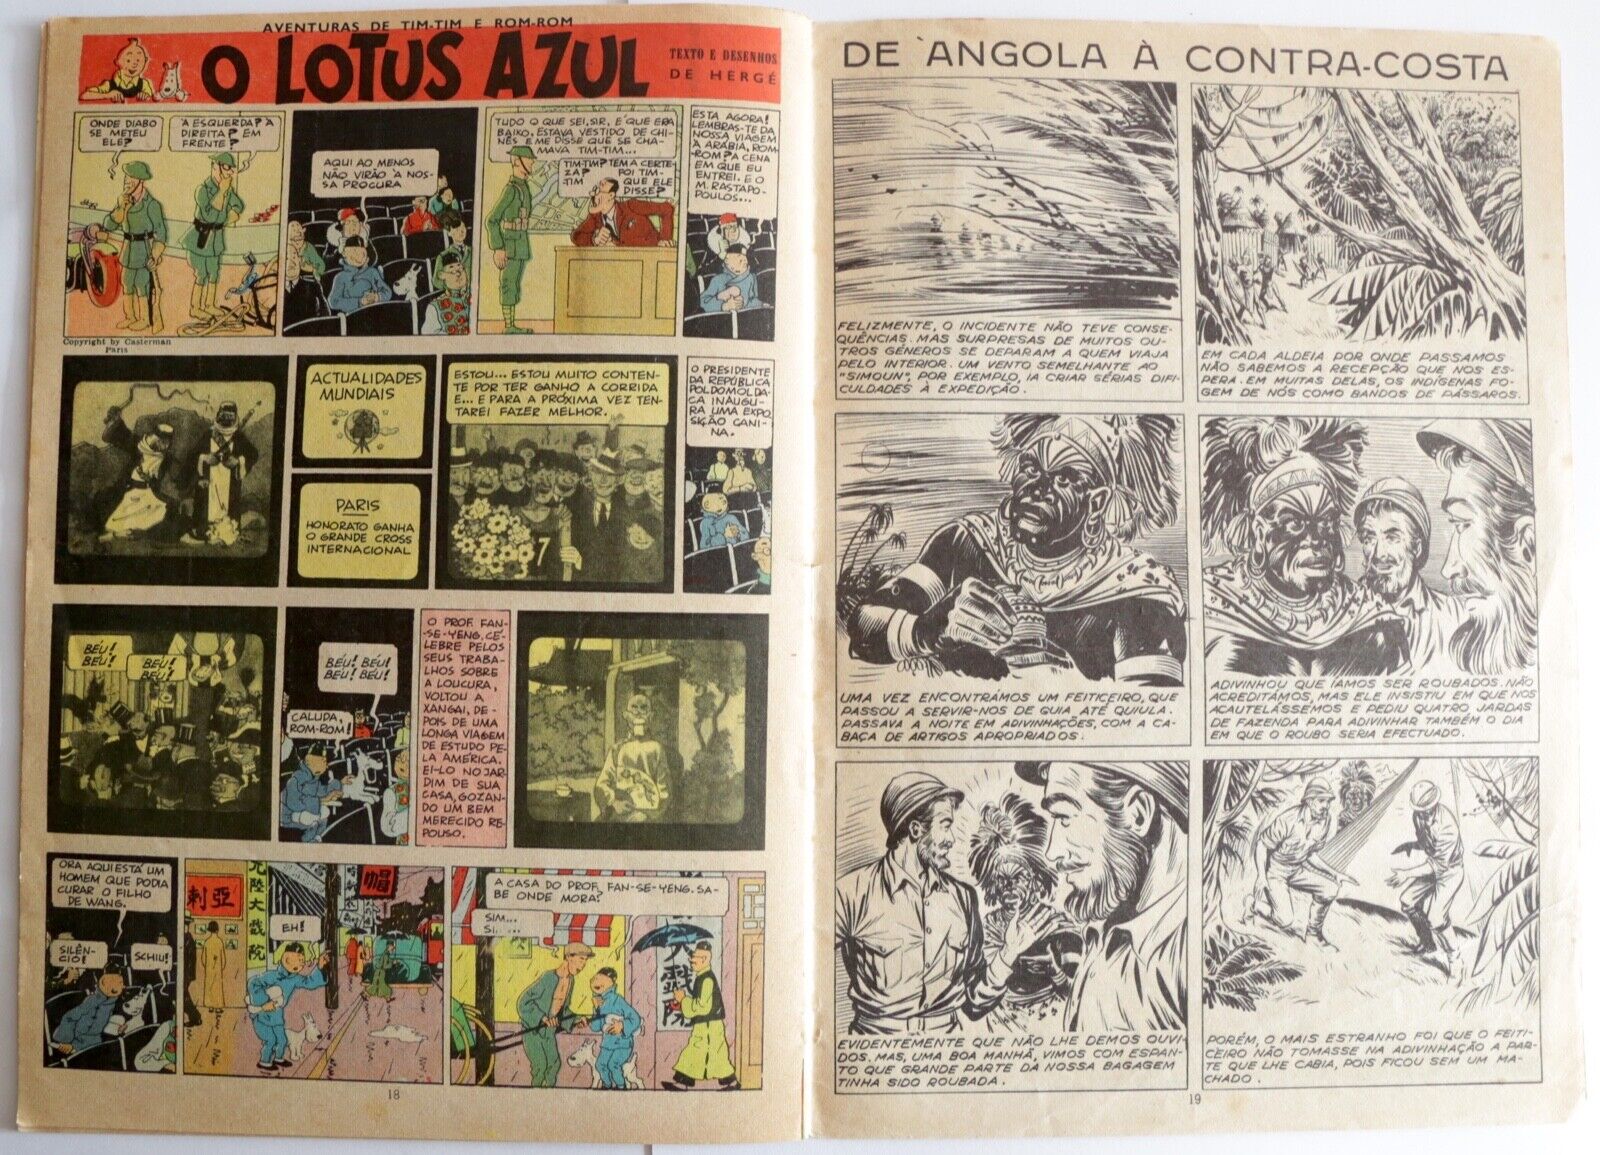 AVENTURAS DE TIM-TIM E ROM-ROM
O LOTUS AZUL
TEXTO E DESENHOS
DE HERGÉ
ONDE DIABO
SE METEU
ELE?
À ESQUERDA? À
DIREITA? EM
FRENTE?
AQUI AO MENOS
NÃO VIRÃO À NOS-
SA PROCURA
TUDO O QUE SEI, SIR, É QUE ERA
BAIXO, ESTAVA VESTIDO DE CHI-
NÊS E ME DISSE QUE SE CHA-
MAVA TIM-TIM...
TIM-TIM? TEM A CERTE-
ZA? FOI TIM-
TIM QUE ELE
DISSE?
ESTA AGORA!
LEMBRAS-TE DA
NOSSA VIAGEM
À ARÁBIA, ROM-
ROM? A CENA
EM QUE EU
ENTREI. E O
M. RASTAPO-
POULOS...
Copyright by Casterman
Paris
ACTUALIDADES
MUNDIAIS
PARIS
HONORATO GANHA
O GRANDE CROSS
INTERNACIONAL
ESTOU... ESTOU MUITO CONTEN-
TE POR TER GANHO A CORRIDA
E... E PARA A PRÓXIMA VEZ TEN-
TAREI FAZER MELHOR.
7
O PRESIDENTE
DA REPÚBLICA
POLDOMOLDA-
CA INAUGU-
RA UMA EXPO
SIÇÃO CANI-
NA.
BÉU!
BÉU!
BÉU!
BÉU!
BÉU! BÉU!
BÉU! BÉU!
CALUDA,
ROM-ROM!
O PROF. FAN-
SE-YENG, CÉ-
LEBRE PELOS
SEUS TRABA-
LHOS SOBRE
A LOUCURA,
VOLTOU A
XANGAI, DE-
POIS DE UMA
LONGA VIAGEM
DE ESTUDO PE-
LA AMÉRICA.
EI-LO NO JAR-
DIM DE SUA
CASA, GOZAN-
DO UM BEM
MERECIDO RE-
POUSO.
ORA AQUI ESTÁ UM
HOMEM QUE PODIA
CURAR O FILHO
DE WANG.
SILÊN-
CIO!
SCHIU!
EH!
刺亞
九陸大戲院
帽
A CASA DO PROF. FAN-SE-YENG. SA-
BE ONDE MORA?
SIM...
SI...
大戲院
18
DE ANGOLA À CONTRA-COSTA
FELIZMENTE, O INCIDENTE NÃO TEVE CONSE-
QUÊNCIAS. MAS SURPRESAS DE MUITOS OU-
TROS GÉNEROS SE DEPARAM A QUEM VIAJA
PELO INTERIOR. UM VENTO SEMELHANTE AO
"SIMOUN", POR EXEMPLO, IA CRIAR SÉRIAS DIFI-
CULDADES À EXPEDIÇÃO.
EM CADA ALDEIA POR ONDE PASSAMOS
NÃO SABEMOS A RECEPÇÃO QUE NOS ES-
PERA. EM MUITAS DELAS, OS INDÍGENAS FO-
GEM DE NÓS COMO BANDOS DE PÁSSAROS.
UMA VEZ ENCONTRÁMOS UM FEITICEIRO, QUE
PASSOU A SERVIR-NOS DE GUIA ATÉ QUIULA.
PASSAVA A NOITE EM ADIVINHAÇÕES, COM A CA-
BAÇA DE ARTIGOS APROPRIADOS.
ADIVINHOU QUE ÍAMOS SER ROUBADOS. NÃO
ACREDITÁMOS, MAS ELE INSISTIU EM QUE NOS
ACAUTELÁSSEMOS E PEDIU QUATRO JARDAS
DE FAZENDA PARA ADIVINHAR TAMBÉM O DIA
EM QUE O ROUBO SERIA EFECTUADO.
EVIDENTEMENTE QUE NÃO LHE DEMOS OUVI-
DOS. MAS, UMA BOA MANHÃ, VIMOS COM ESPAN-
TO QUE GRANDE PARTE DA NOSSA BAGAGEM
TINHA SIDO ROUBADA.
PORÉM, O MAIS ESTRANHO FOI QUE O FEITI-
CEIRO NÃO TOMASSE NA ADIVINHAÇÃO A PAR-
TE QUE LHE CABIA, POIS FICOU SEM UM MA-
CHADO.
19